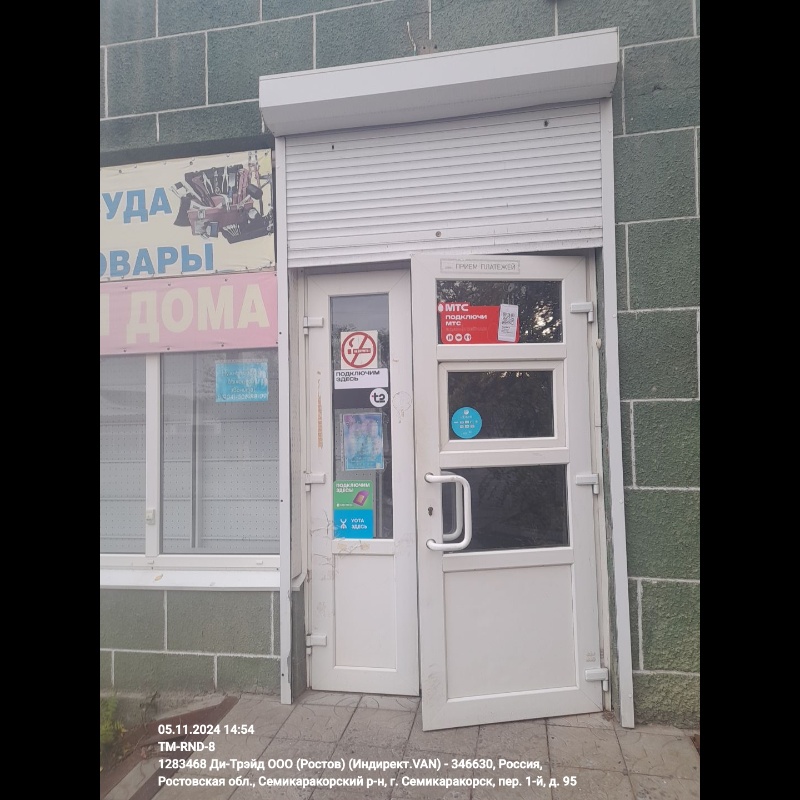 УДА
ОВАРЫ
ДОМА
ПРИЕМ ПЛАТЕЖЕЙ
МТС
ПОДКЛЮЧИ
МТС
ПОДКЛЮЧИМ
ЗДЕСЬ
t2
ПОДКЛЮЧИМ
ЗДЕСЬ
YOTA
ЗДЕСЬ
05.11.2024 14:54
TM-RND-8
1283468 Ди-Трэйд ООО (Ростов) (Индирект.VAN) - 346630, Россия,
Ростовская обл., Семикаракорский р-н, г. Семикаракорск, пер. 1-й, д. 95